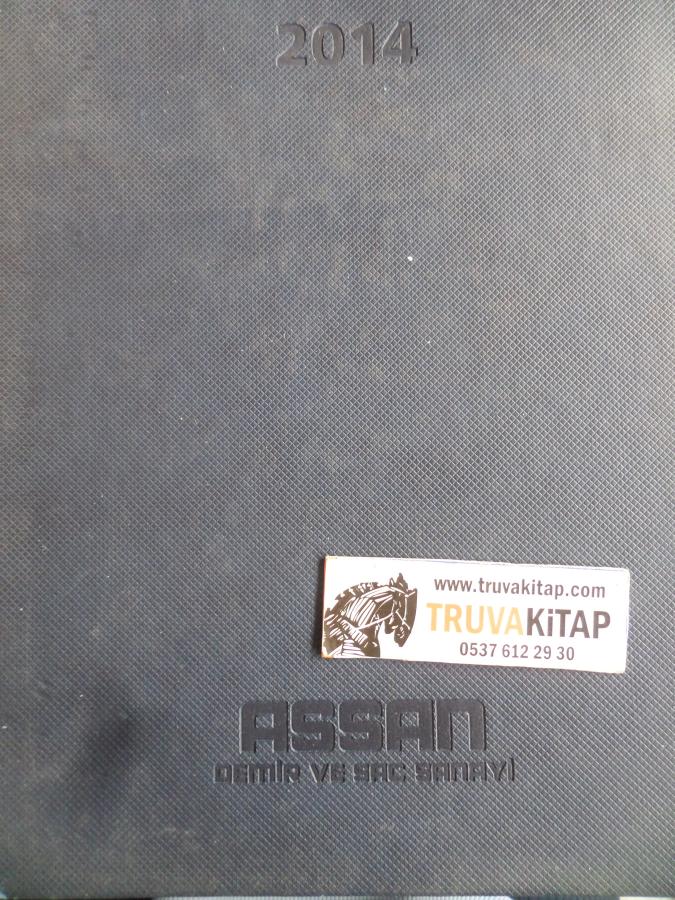 2014
www.truvakitap.com
TRUVAKiTAP
0537 612 29 30
ASSAN
DEMİR VE SAC SANAYİ